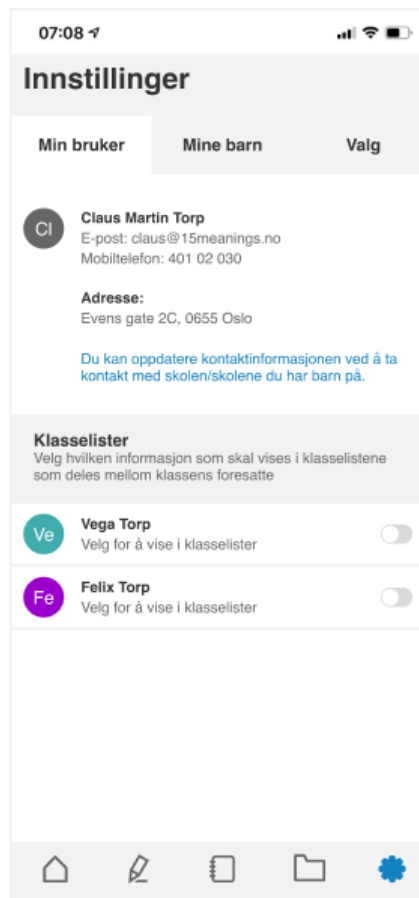 07:08
Innstillinger
Min bruker Mine barn Valg
Cl
Claus Martin Torp
E-post: claus@15meanings.no
Mobiltelefon: 401 02 030
Adresse:
Evens gate 2C, 0655 Oslo
Du kan oppdatere kontaktinformasjonen ved å ta
kontakt med skolen/skolene du har barn på.
Klasselister
Velg hvilken informasjon som skal vises i klasselistene
som deles mellom klassens foresatte
Ve
Vega Torp
Velg for å vise i klasselister
Fe
Felix Torp
Velg for å vise i klasselister